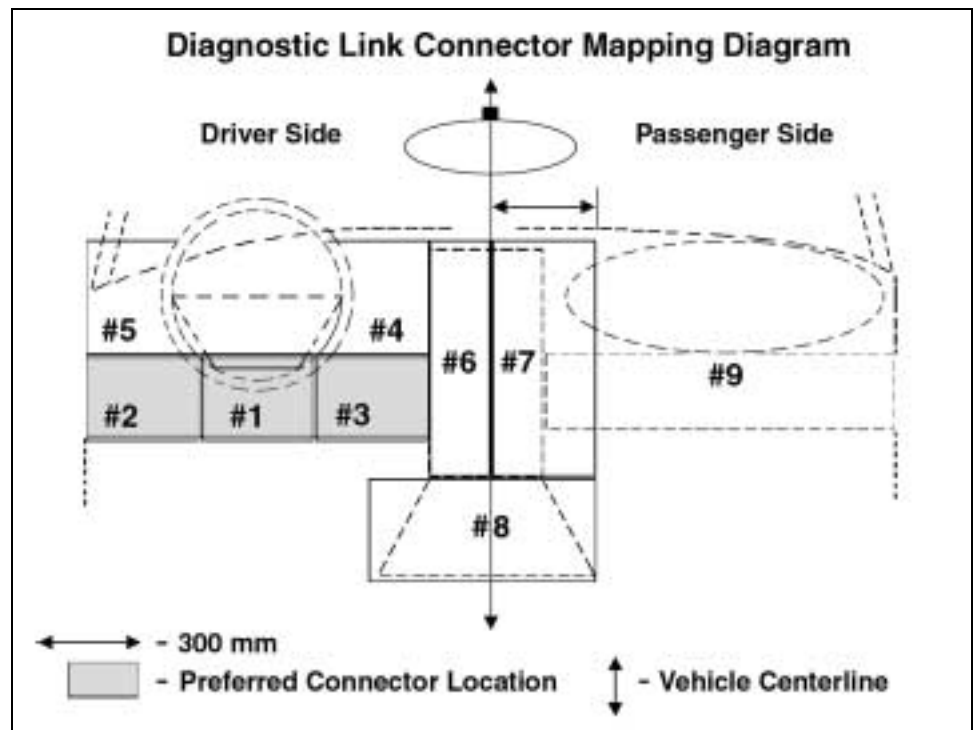 Diagnostic Link Connector Mapping Diagram
Driver Side
Passenger Side
#5
#4
#6
#7
#9
#2
#1
#3
#8
- 300 mm
- Preferred Connector Location
- Vehicle Centerline